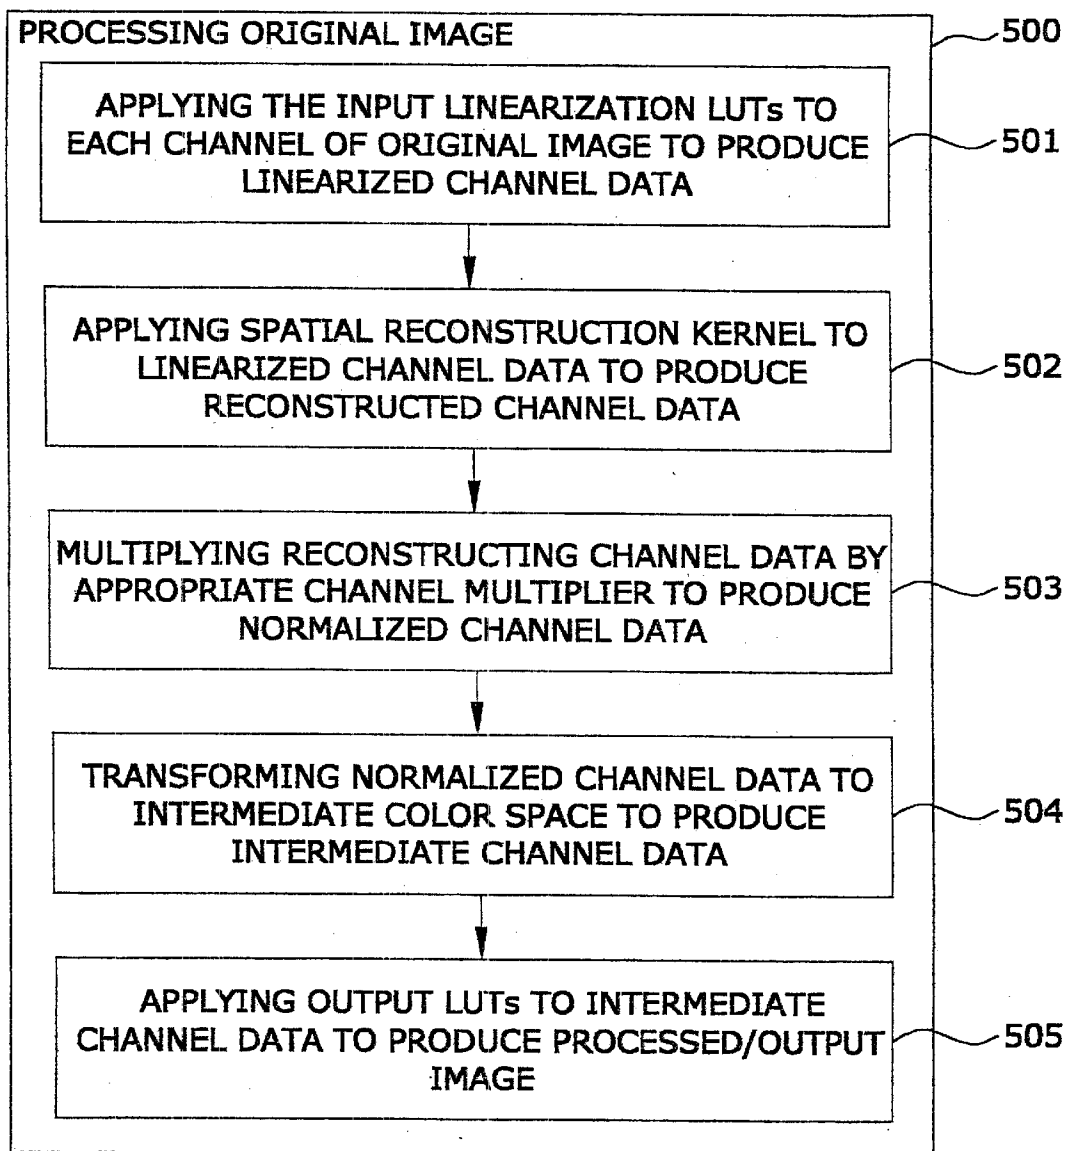 PROCESSING ORIGINAL IMAGE
500
APPLYING THE INPUT LINEARIZATION LUTs TO
EACH CHANNEL OF ORIGINAL IMAGE TO PRODUCE
LINEARIZED CHANNEL DATA
501
APPLYING SPATIAL RECONSTRUCTION KERNEL TO
LINEARIZED CHANNEL DATA TO PRODUCE
RECONSTRUCTED CHANNEL DATA
502
MULTIPLYING RECONSTRUCTING CHANNEL DATA BY
APPROPRIATE CHANNEL MULTIPLIER TO PRODUCE
NORMALIZED CHANNEL DATA
503
TRANSFORMING NORMALIZED CHANNEL DATA TO
INTERMEDIATE COLOR SPACE TO PRODUCE
INTERMEDIATE CHANNEL DATA
504
APPLYING OUTPUT LUTs TO INTERMEDIATE
CHANNEL DATA TO PRODUCE PROCESSED/OUTPUT
IMAGE
505